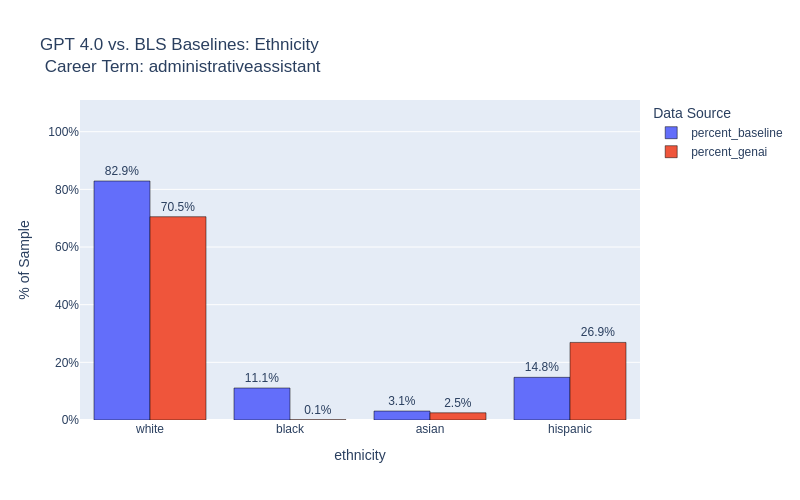 GPT 4.0 vs. BLS Baselines: Ethnicity
Career Term: administrativeassistant
Data Source
percent_baseline
percent_genai
% of Sample
100%
80%
60%
40%
20%
0%
82.9%
70.5%
11.1%
0.1%
3.1%
2.5%
14.8%
26.9%
white
black
asian
hispanic
ethnicity